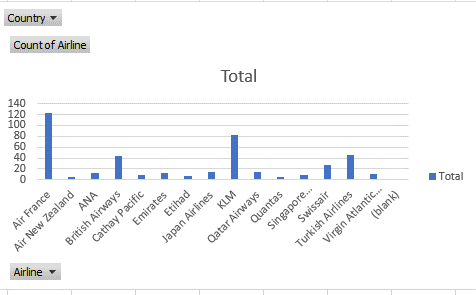 Country
Count of Airline
Total
140
120
100
80
60
40
20
0
Air France
Air New Zealand
ANA
British Airways
Cathay Pacific
Emirates
Etihad
Japan Airlines
KLM
Qatar Airways
Quantas
Singapore...
Swissair
Turkish Airlines
Virgin Atlantic...
(blank)
Total
Airline